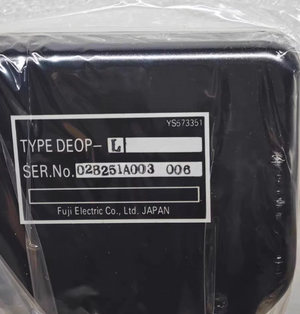 YS573351
TYPE DEOP- L
SER.No. 02B251A003 006
Fuji Electric Co., Ltd. JAPAN